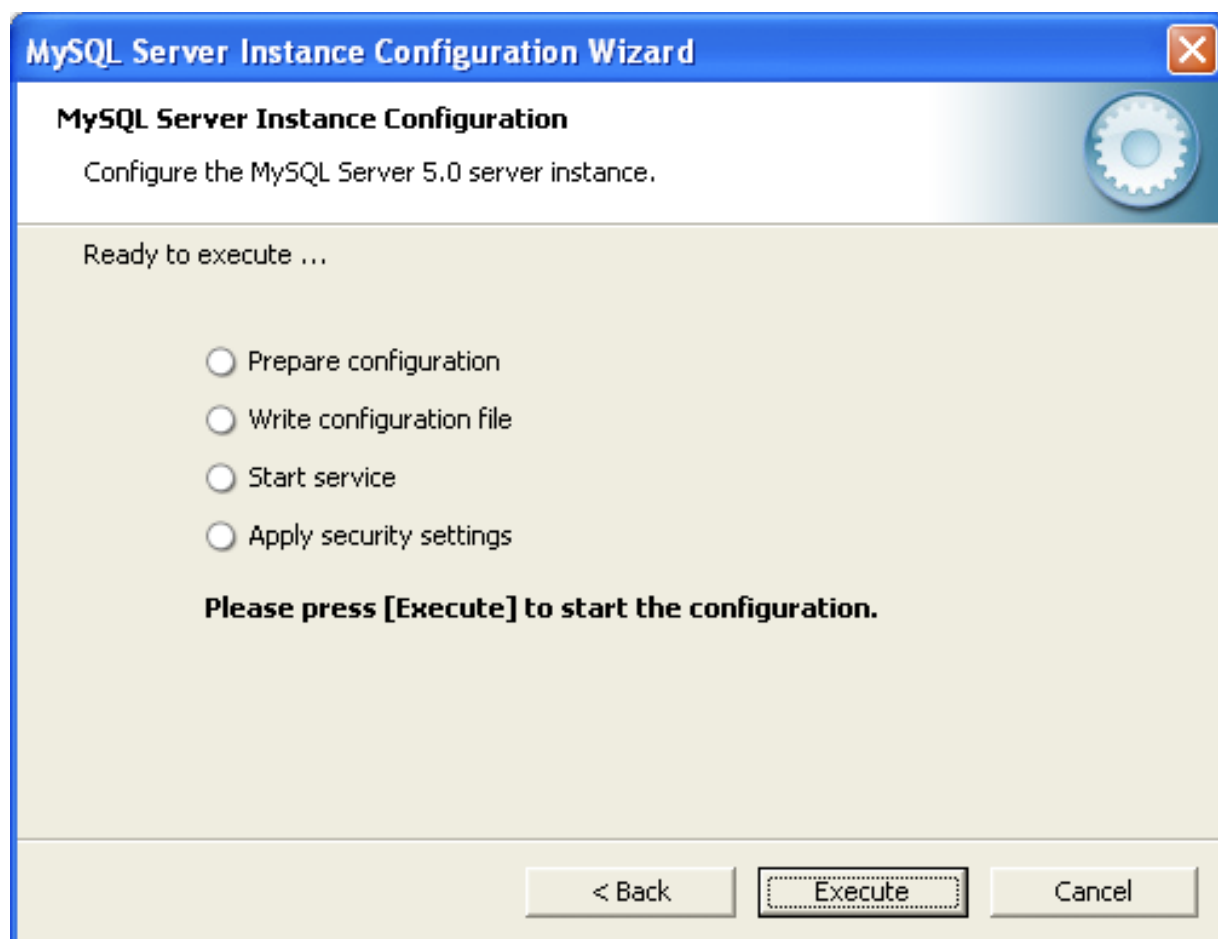 MySQL Server Instance Configuration Wizard
MySQL Server Instance Configuration
Configure the MySQL Server 5.0 server instance.
Ready to execute ...
Prepare configuration
Write configuration file
Start service
Apply security settings
Please press [Execute] to start the configuration.
< Back Execute Cancel